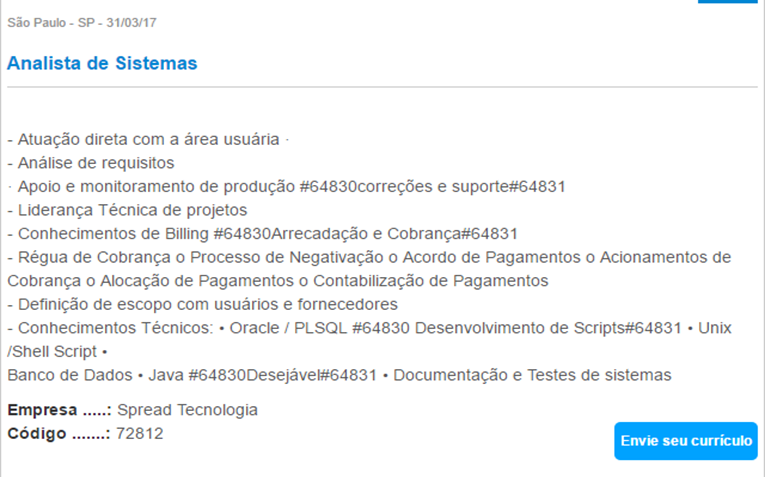 São Paulo - SP - 31/03/17
Analista de Sistemas
- Atuação direta com a área usuária ·
- Análise de requisitos
· Apoio e monitoramento de produção #64830correções e suporte#64831
- Liderança Técnica de projetos
- Conhecimentos de Billing #64830Arrecadação e Cobrança#64831
- Régua de Cobrança o Processo de Negativação o Acordo de Pagamentos o Acionamentos de
Cobrança o Alocação de Pagamentos o Contabilização de Pagamentos
- Definição de escopo com usuários e fornecedores
- Conhecimentos Técnicos: • Oracle / PLSQL #64830 Desenvolvimento de Scripts#64831 • Unix
/Shell Script •
Banco de Dados • Java #64830Desejável#64831 • Documentação e Testes de sistemas
Empresa .....: Spread Tecnologia
Código .......: 72812
Envie seu currículo